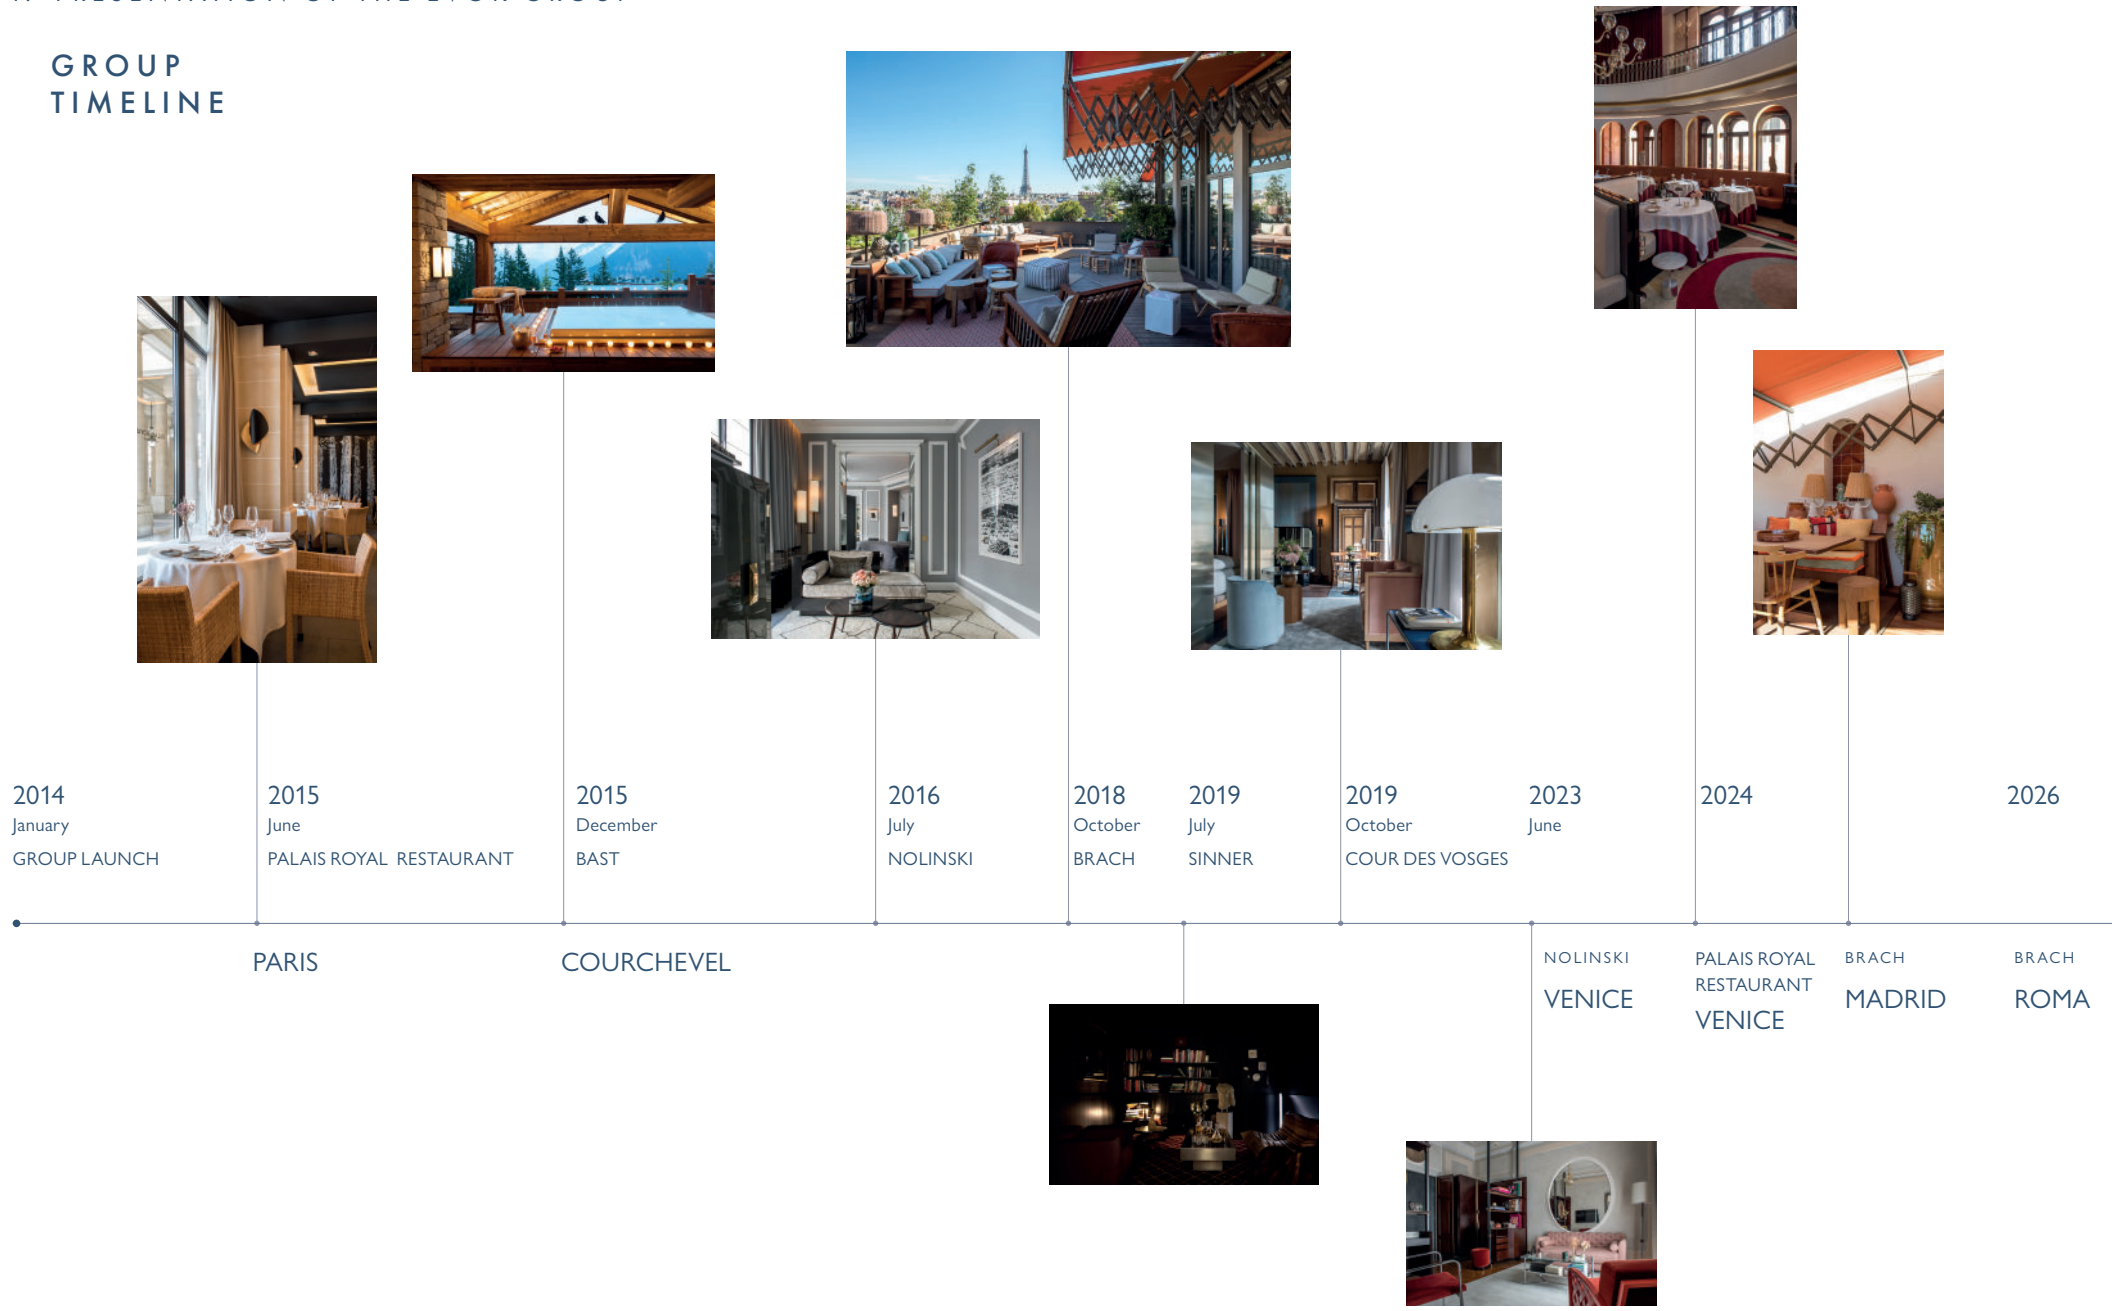 GROUP
TIMELINE
2014
January
GROUP LAUNCH
2015
June
PALAIS ROYAL RESTAURANT
2015
December
BAST
2016
July
NOLINSKI
2018
October
BRACH
2019
July
SINNER
2019
October
COUR DES VOSGES
2023
June
2024
2026
PARIS
COURCHEVEL
NOLINSKI
VENICE
PALAIS ROYAL
RESTAURANT
VENICE
BRACH
MADRID
BRACH
ROMA